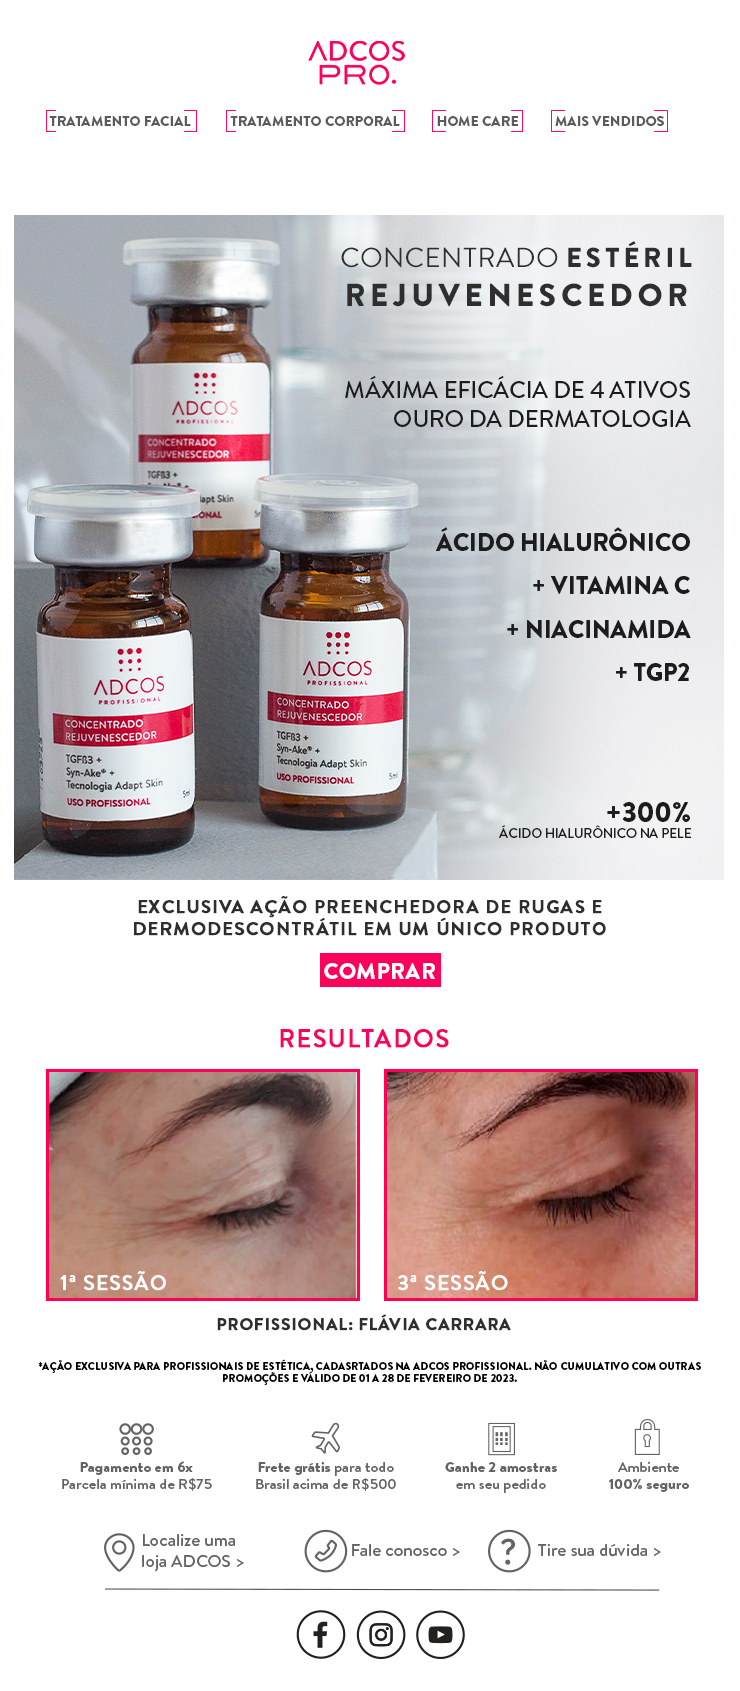 ADCOS
PRO.
TRATAMENTO FACIAL
TRATAMENTO CORPORAL
HOME CARE
MAIS VENDIDOS
CONCENTRADO ESTÉRIL
REJUVENESCEDOR
MÁXIMA EFICÁCIA DE 4 ATIVOS
OURO DA DERMATOLOGIA
ÁCIDO HIALURÔNICO
+ VITAMINA C
+ NIACINAMIDA
+ TGP2
+300%
ÁCIDO HIALURÔNICO NA PELE
ADCOS
PROFISSIONAL
CONCENTRADO
REJUVENESCEDOR
TGFß3 +
ADCOS
PROFISSIONAL
CONCENTRADO
REJUVENESCEDOR
TGFß3 +
Syn-Ake® +
Tecnologia Adapt Skin
5ml
USO PROFISSIONAL
ADCOS
PROFISSIONAL
CONCENTRADO
REJUVENESCEDOR
TGFß3 +
Syn-Ake® +
Tecnologia Adapt Skin
5ml
USO PROFISSIONAL
EXCLUSIVA AÇÃO PREENCHEDORA DE RUGAS E
DERMODESCONTRÁTIL EM UM ÚNICO PRODUTO
COMPRAR
RESULTADOS
1ª SESSÃO
3ª SESSÃO
PROFISSIONAL: FLÁVIA CARRARA
*AÇÃO EXCLUSIVA PARA PROFISSIONAIS DE ESTÉTICA, CADASRTADOS NA ADCOS PROFISSIONAL. NÃO CUMULATIVO COM OUTRAS
PROMOÇÕES E VÁLIDO DE 01 A 28 DE FEVEREIRO DE 2023.
Pagamento em 6x
Parcela mínima de R$75
Frete grátis para todo
Brasil acima de R$500
Ganhe 2 amostras
em seu pedido
Ambiente
100% seguro
Localize uma
loja ADCOS >
Fale conosco >
Tire sua dúvida >